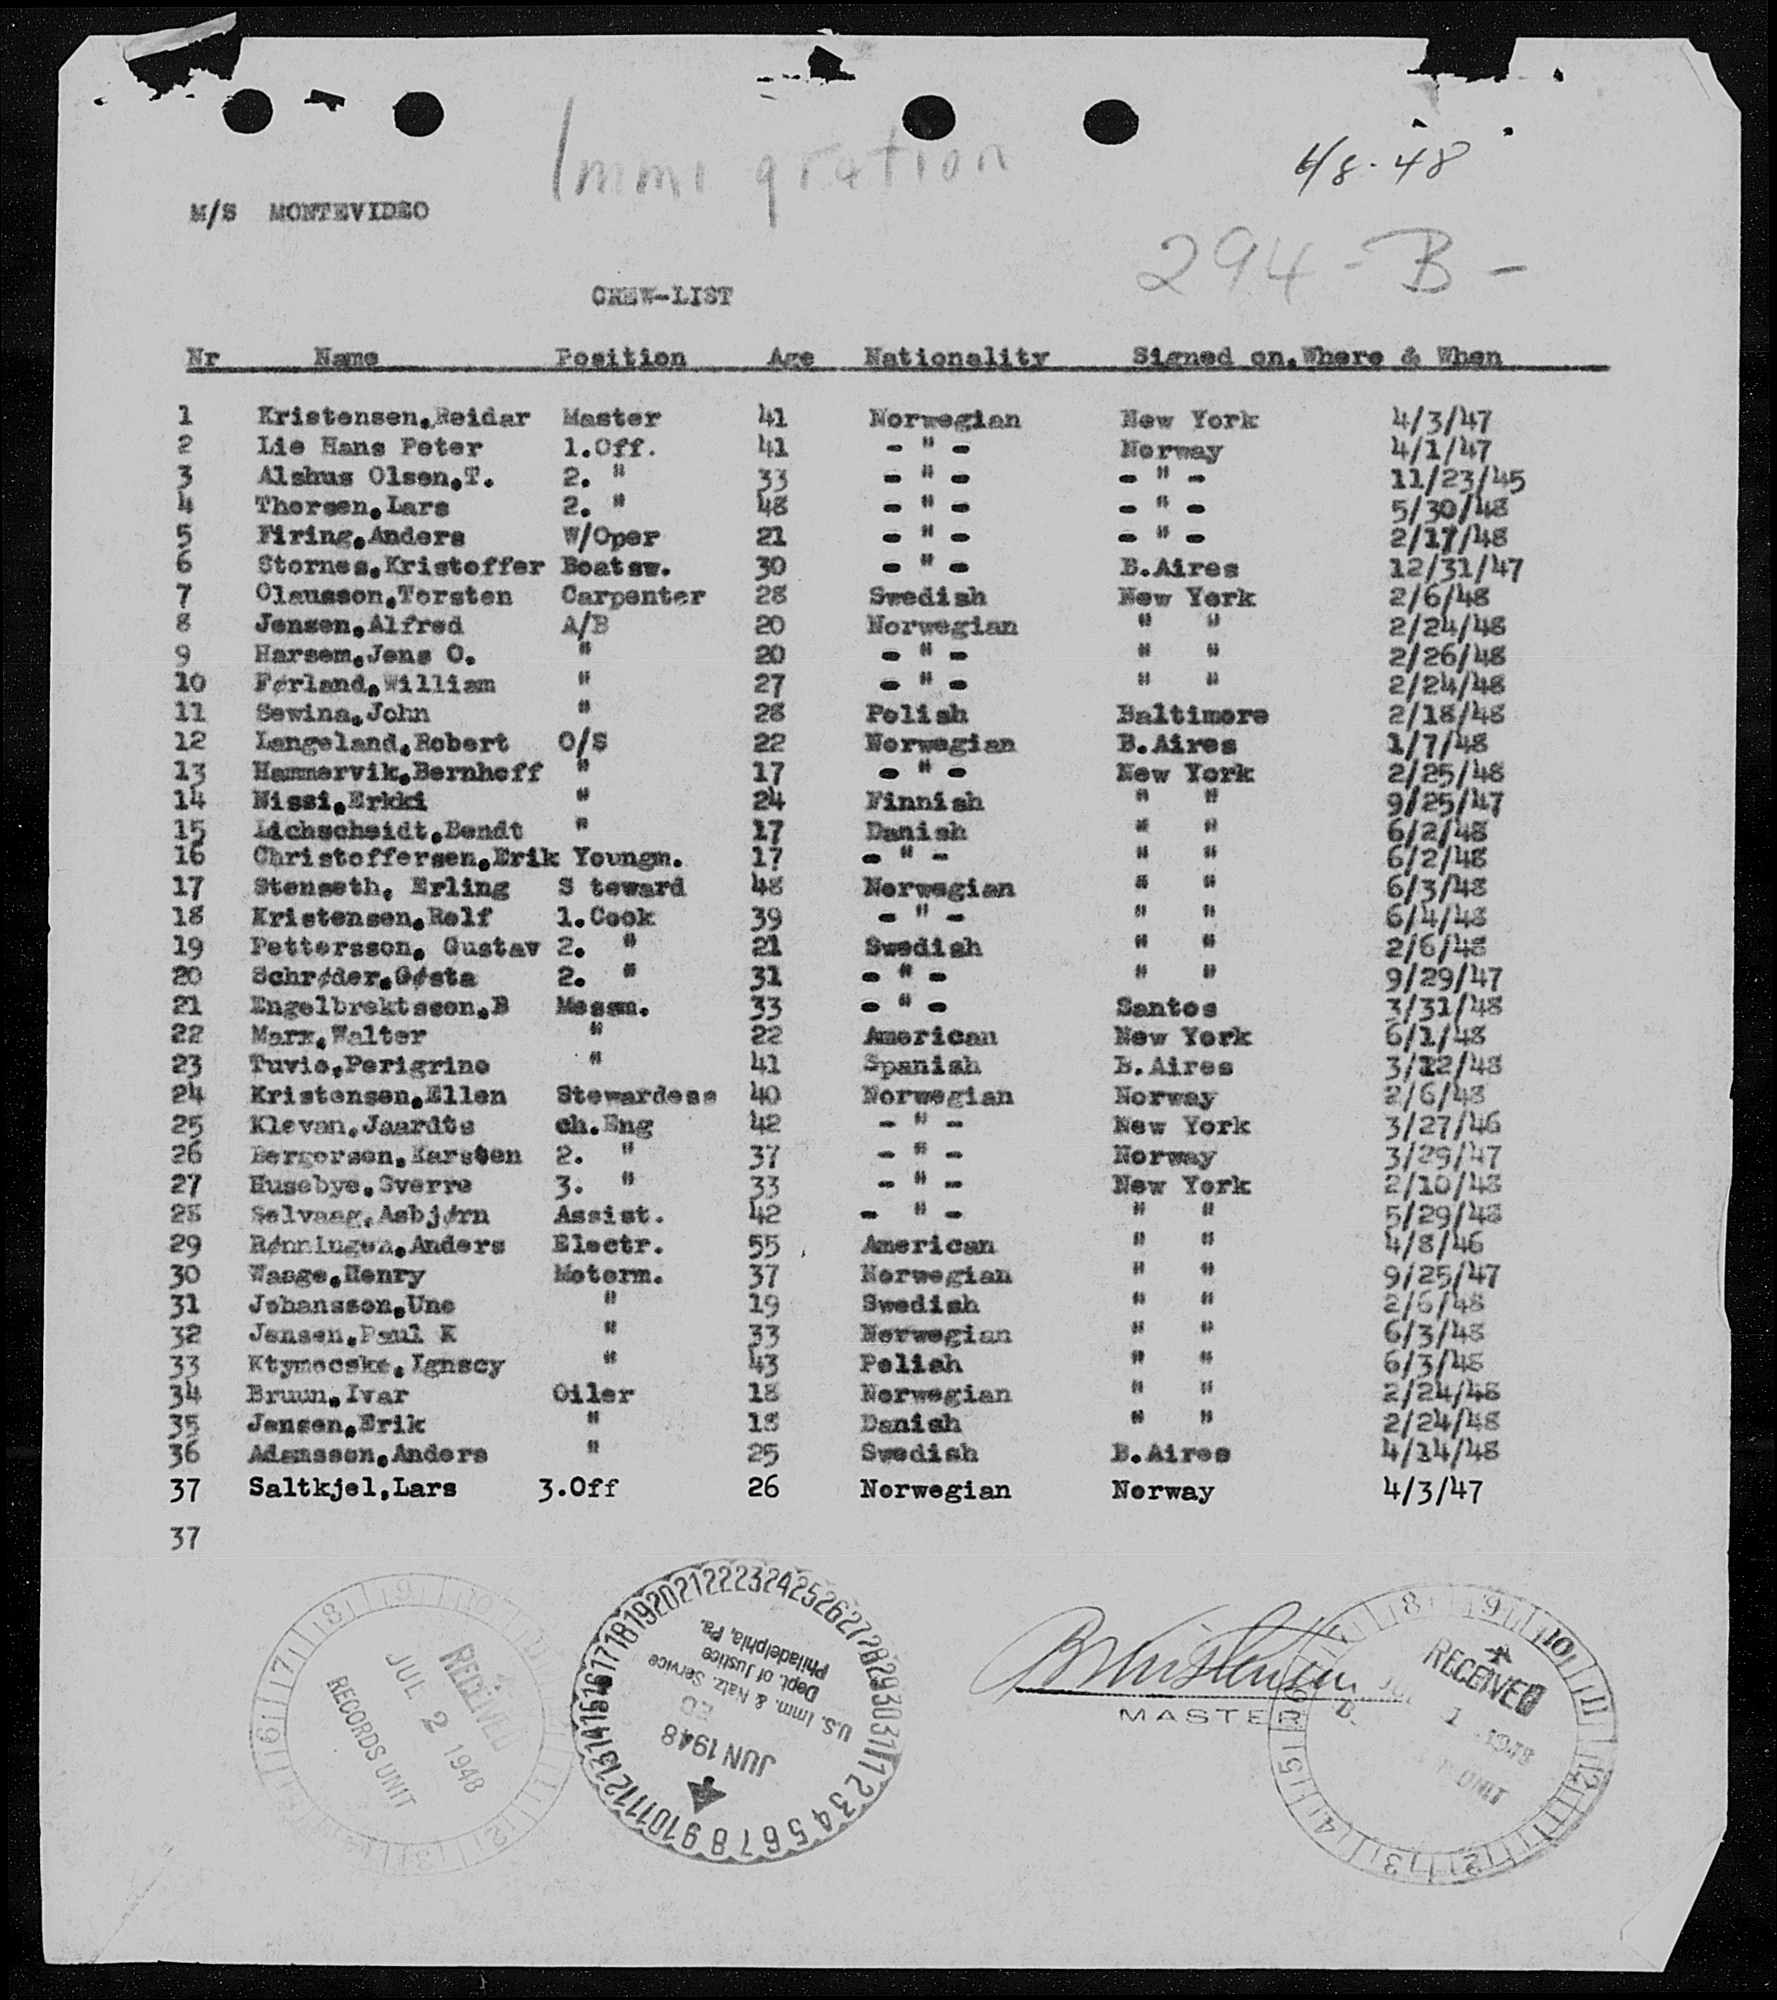 Immigration
6/8-48
M/S MONTEVIDEO
294-B-
CREW-LIST
Nr Name Position Age Nationality Signed on. Where & When
1 Kristensen,Reidar Master 41 Norwegian New York 4/3/47
2 Lie Hans Peter 1.Off. 41 - " - Norway 4/1/47
3 Alshus Olsen,T. 2. " 33 - " - - " - 11/23/45
4 Thorsen,Lars 2. " 48 - " - - " - 5/30/48
5 Firing,Anders W/Oper 21 - " - - " - 2/17/48
6 Stornes,Kristoffer Boatsw. 30 - " - B.Aires 12/31/47
7 Olausson,Torsten Carpenter 28 Swedish New York 2/6/48
8 Jensen,Alfred A/B 20 Norwegian " " 2/24/48
9 Harsem,Jens O. " 20 - " - " " 2/26/48
10 Førland,William " 27 - " - " " 2/24/48
11 Sewina,John " 28 Polish Baltimore 2/18/48
12 Langeland,Robert O/S 22 Norwegian B.Aires 1/7/48
13 Hammervik,Bernhoff " 17 - " - New York 2/25/48
14 Nissi,Erkki " 24 Finnish " " 9/25/47
15 Lichscheidt,Bendt " 17 Danish " " 6/2/48
16 Christoffersen,Erik Youngm. 17 - " - " " 6/2/48
17 Stenseth, Erling S teward 48 Norwegian " " 6/3/48
18 Kristensen,Rolf 1.Cook 39 - " - " " 6/4/48
19 Pettersson, Gustav 2. " 21 Swedish " " 2/6/48
20 Schrøder,Gøsta 2. " 31 - " - " " 9/29/47
21 Engelbrektsson,B Messm. 33 - " - Santos 3/31/48
22 Marx,Walter " 22 American New York 6/1/48
23 Tuvio,Perigrino " 41 Spanish B.Aires 3/12/48
24 Kristensen,Ellen Stewardess 40 Norwegian Norway 2/6/48
25 Klevan,Jaardts ch.Eng 42 - " - New York 3/27/46
26 Bergersen,Karsten 2. " 37 - " - Norway 3/29/47
27 Husebye,Sverre 3. " 33 - " - New York 2/10/48
28 Selvaag,Asbjørn Assist. 42 - " - " " 5/29/48
29 Rønningen,Anders Electr. 55 American " " 4/8/46
30 Waage,Henry Motorm. 37 Norwegian " " 9/25/47
31 Johansson,Uno " 19 Swedish " " 2/6/48
32 Jensen,Paul K " 33 Norwegian " " 6/3/48
33 Ktymecske,Ignacy " 43 Polish " " 6/3/48
34 Bruun,Ivar Oiler 18 Norwegian " " 2/24/48
35 Jensen,Erik " 18 Danish " " 2/24/48
36 Adamsson,Anders " 25 Swedish B.Aires 4/14/48
37 Saltkjel,Lars 3.Off 26 Norwegian Norway 4/3/47
37
RECEIVED
JUL 2 1948
RECORDS UNIT
JUN 1948
U.S. Imm. & Natz. Service
Dept. of Justice
Philadelphia, Pa.
MASTER
RECEIVED
1 1948
UNIT